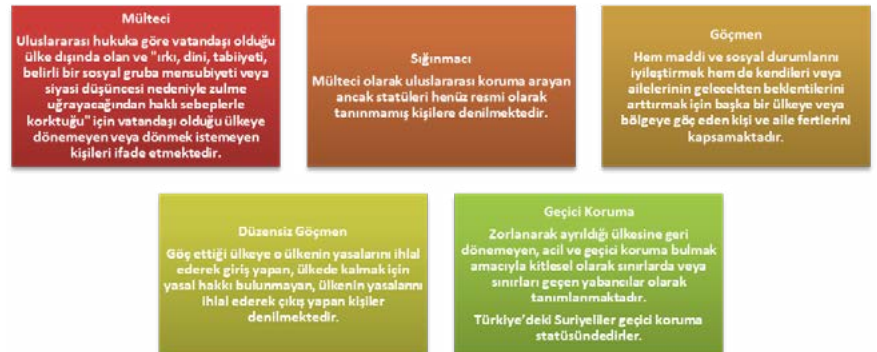 Mülteci
Uluslararası hukuka göre vatandaşı olduğu
ülke dışında olan ve "ırkı, dini, tabiiyeti,
belirli bir sosyal gruba mensubiyeti veya
siyasi düşüncesi nedeniyle zulme
uğrayacağından haklı sebeplerle
korktuğu" için vatandaşı olduğu ülkeye
dönemeyen veya dönmek istemeyen
kişileri ifade etmektedir.
Sığınmacı
Mülteci olarak uluslararası koruma arayan
ancak statüleri henüz resmi olarak
tanınmamış kişilere denilmektedir.
Göçmen
Hem maddi ve sosyal durumlarını
iyileştirmek hem de kendileri veya
ailelerinin gelecekten beklentilerini
arttırmak için başka bir ülkeye veya
bölgeye göç eden kişi ve aile fertlerini
kapsamaktadır.
Düzensiz Göçmen
Göç ettiği ülkeye o ülkenin yasalarını ihlal
ederek giriş yapan, ülkede kalmak için
yasal hakkı bulunmayan, ülkenin yasalarını
ihlal ederek çıkış yapan kişiler
denilmektedir.
Geçici Koruma
Zorlanarak ayrıldığı ülkesine geri
dönemeyen, acil ve geçici koruma bulmak
amacıyla kitlesel olarak sınırlarda veya
sınırları geçen yabancılar olarak
tanımlanmaktadır.
Türkiye'deki Suriyeliler geçici koruma
statüsündedirler.